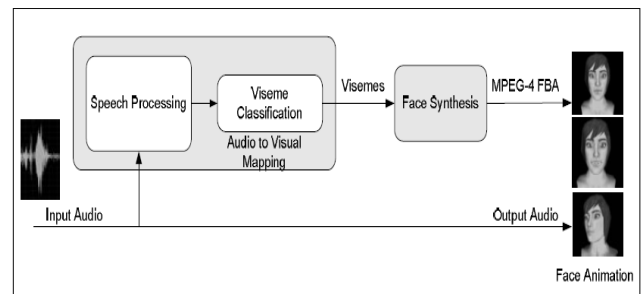 Speech Processing
Viseme
Classification
Audio to Visual
Mapping
Visemes
Face Synthesis
MPEG-4 FBA
Input Audio
Output Audio
Face Animation